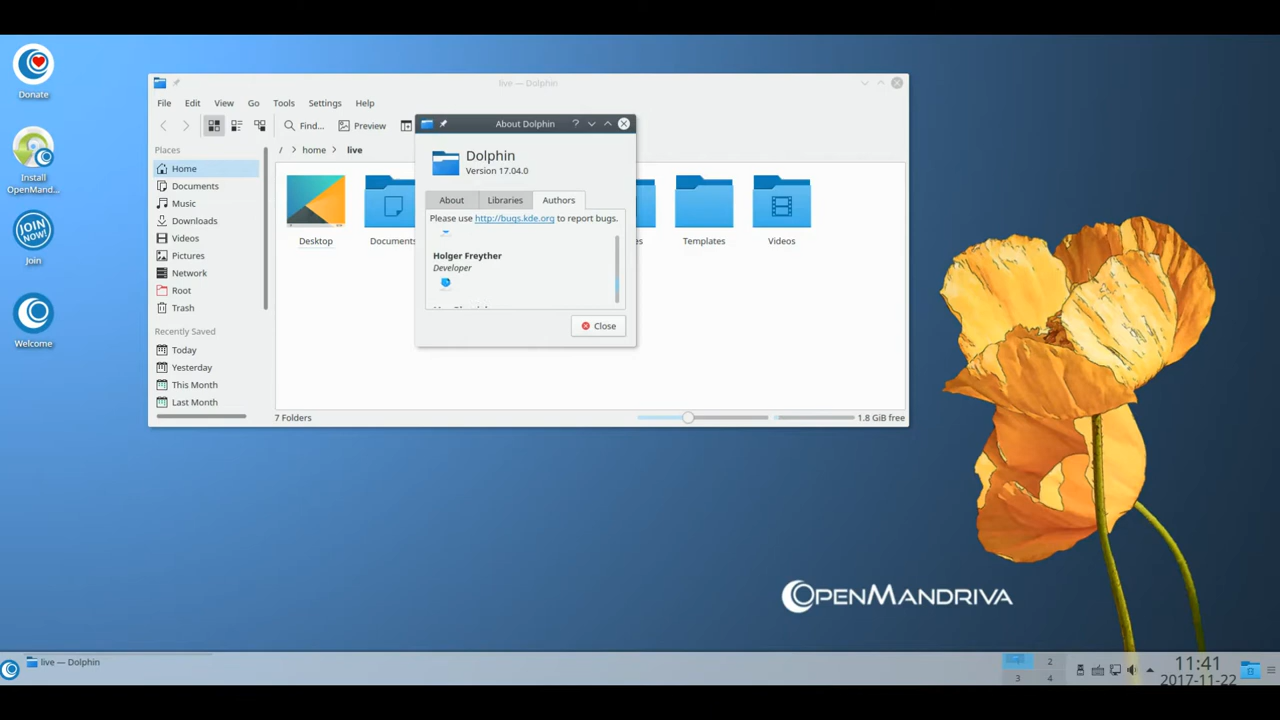 Donate
Install
OpenMand...
Join
JOIN
NOW!
Welcome
live — Dolphin
File Edit View Go Tools Settings Help
Find... Preview
/ > home > live
Places
Home
Documents
Music
Downloads
Videos
Pictures
Network
Root
Trash
Recently Saved
Today
Yesterday
This Month
Last Month
Desktop
Documents
Templates
Videos
7 Folders
1.8 GiB free
About Dolphin
Dolphin
Version 17.04.0
About Libraries Authors
Please use http://bugs.kde.org to report bugs.
Holger Freyther
Developer
Close
OPENMANDRIVA
live — Dolphin
2
3 4
11:41
2017-11-22